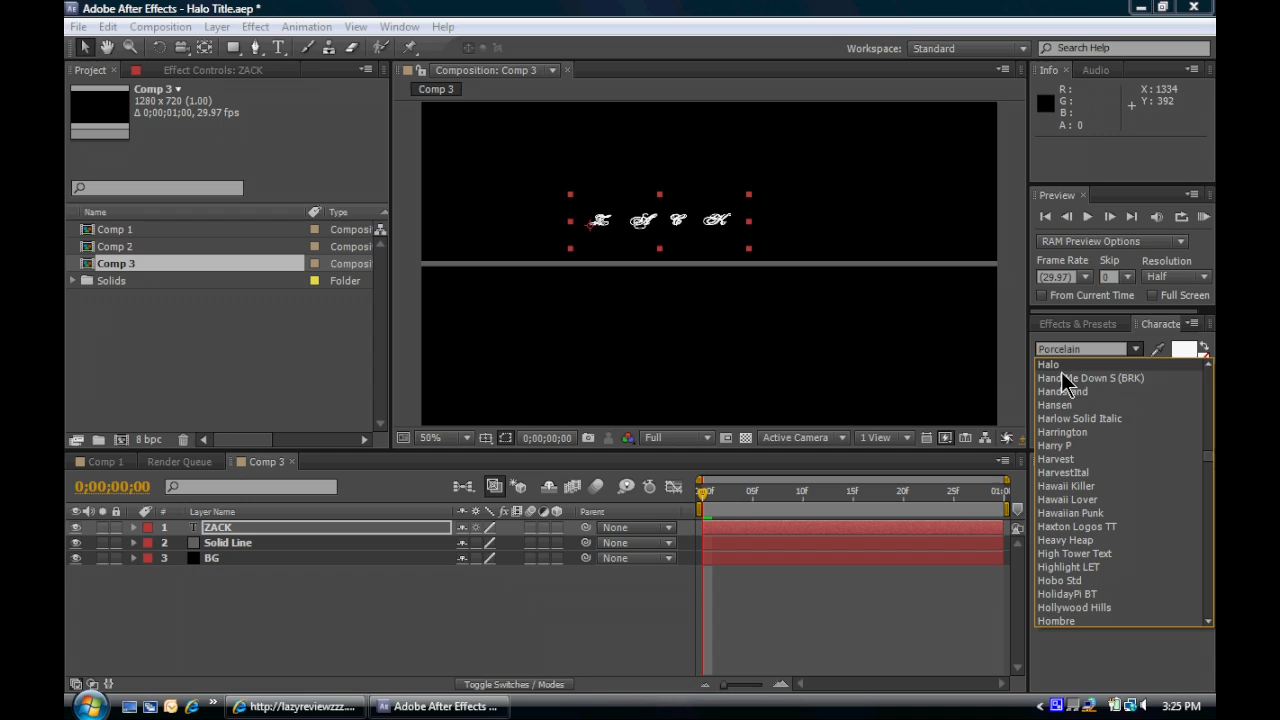 Adobe After Effects - Halo Title.aep *
File Edit Composition Layer Effect Animation View Window Help
Workspace: Standard Search Help
Project Effect Controls: ZACK
Composition: Comp 3
Info Audio
Comp 3
1280 x 720 (1.00)
Δ 0;00;01;00, 29.97 fps
Comp 3
R :
G :
B :
A : 0
X : 1334
Y : 392
Z A C K
Name Type
Comp 1 Composi
Comp 2 Composi
Comp 3 Composi
Solids Folder
Preview
RAM Preview Options
Frame Rate Skip Resolution
(29.97) 0 Half
From Current Time Full Screen
Effects & Presets Characte
Porcelain
Halo
Hand Me Down S (BRK)
Hansen
Harlow Solid Italic
Harrington
Harry P
Harvest
HarvestItal
Hawaii Killer
Hawaii Lover
Hawaiian Punk
Haxton Logos TT
Heavy Heap
High Tower Text
Highlight LET
Hobo Std
HolidayPi BT
Hollywood Hills
Hombre
8 bpc
50% 0;00;00;00 Full Active Camera 1 View
Comp 1 Render Queue Comp 3
0;00;00;00
:00f 05f 10f 15f 20f 25f 01:0
# Layer Name Parent
1 T ZACK None
2 Solid Line None
3 BG None
Toggle Switches / Modes
http://lazyreviewzzz.... Adobe After Effects ... 3:25 PM